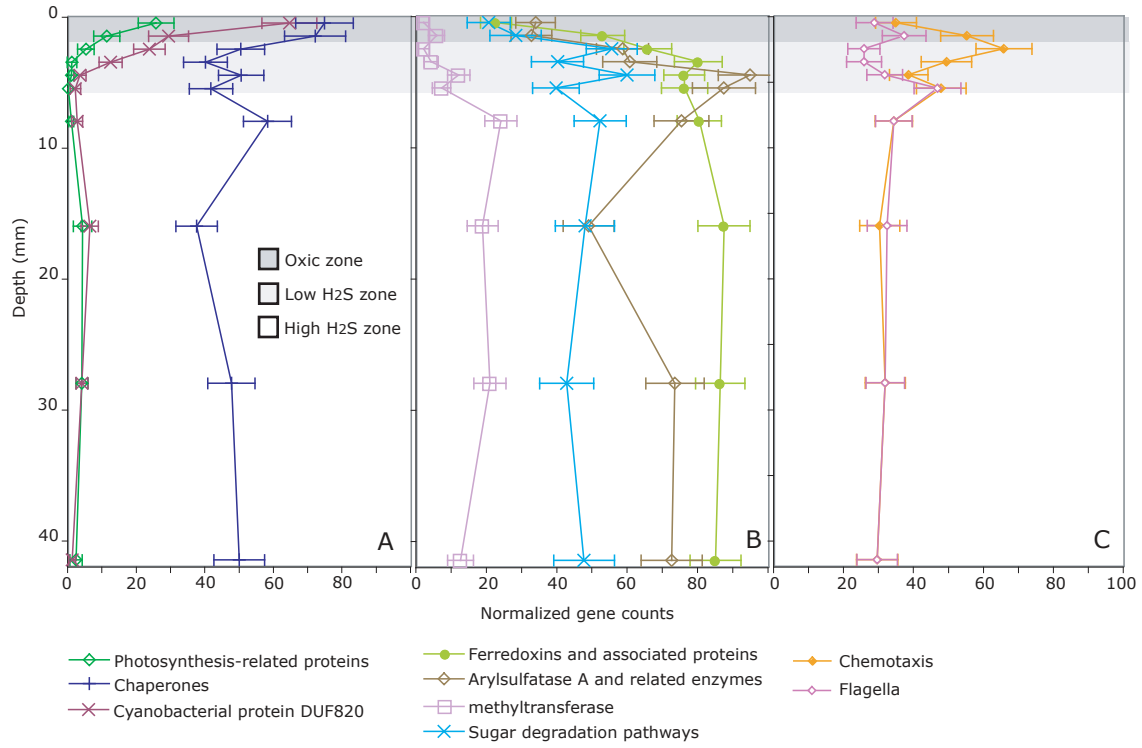 0
10
20
30
40
Depth (mm)
Oxic zone
Low H2S zone
High H2S zone
A
B
C
0 20 40 60 80
0 20 40 60 80
0 20 40 60 80 100
Normalized gene counts
Photosynthesis-related proteins
Chaperones
Cyanobacterial protein DUF820
Ferredoxins and associated proteins
Arylsulfatase A and related enzymes
methyltransferase
Sugar degradation pathways
Chemotaxis
Flagella